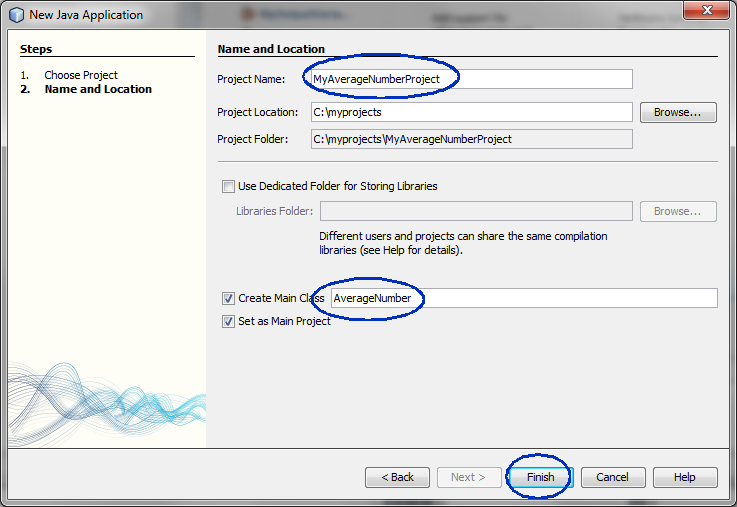 New Java Application
Steps
1. Choose Project
2. Name and Location
Name and Location
Project Name: MyAverageNumberProject
Project Location: C:\myprojects Browse...
Project Folder: C:\myprojects\MyAverageNumberProject
Use Dedicated Folder for Storing Libraries
Libraries Folder: Browse...
Different users and projects can share the same compilation
libraries (see Help for details).
Create Main Class AverageNumber
Set as Main Project
< Back Next > Finish Cancel Help